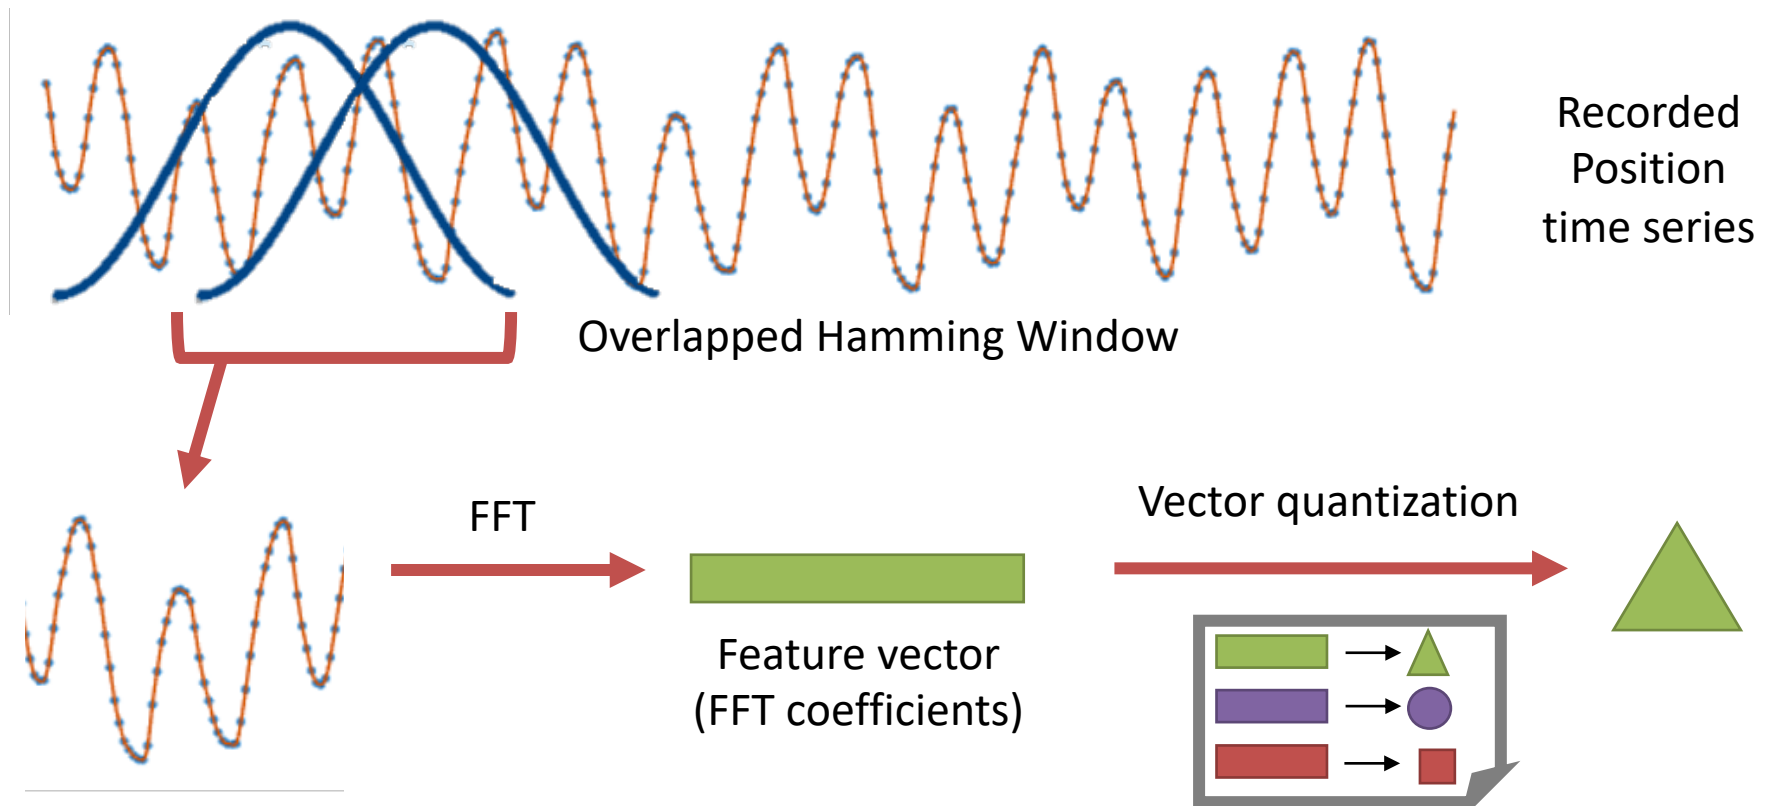 Recorded
Position
time series
Overlapped Hamming Window
FFT
Vector quantization
Feature vector
(FFT coefficients)